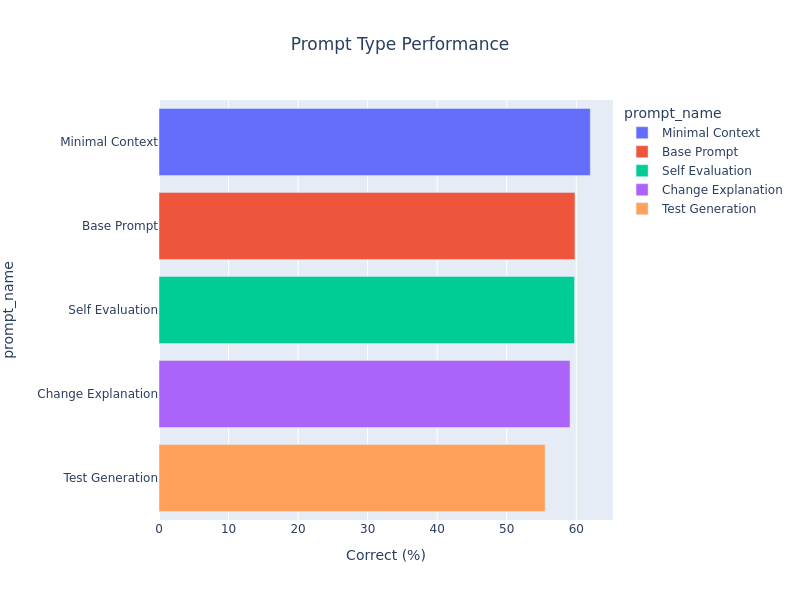 Prompt Type Performance
prompt_name
Minimal Context
Base Prompt
Self Evaluation
Change Explanation
Test Generation
0 10 20 30 40 50 60
Correct (%)
prompt_name
Minimal Context
Base Prompt
Self Evaluation
Change Explanation
Test Generation